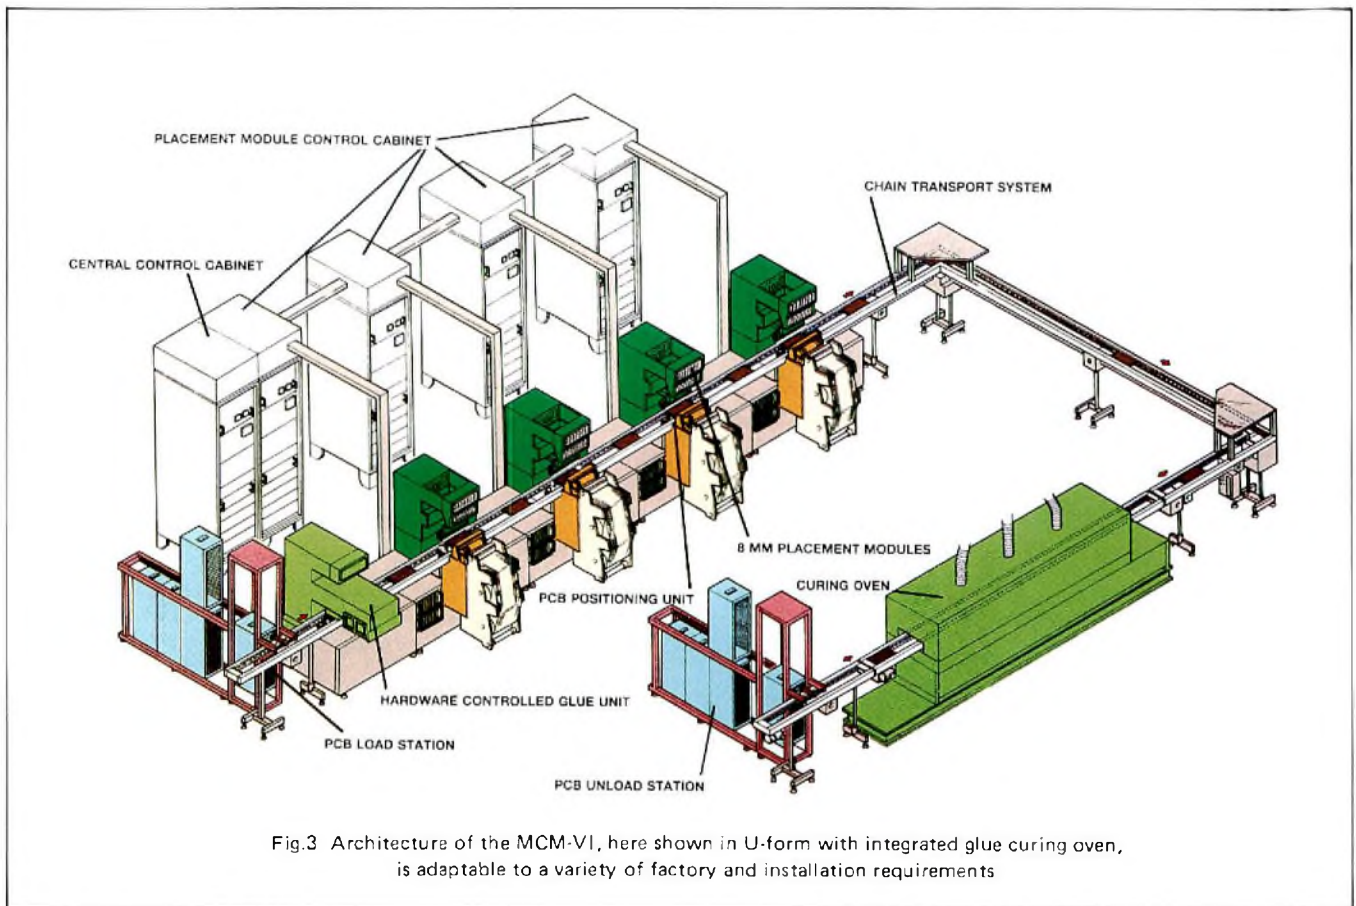 PLACEMENT MODULE CONTROL CABINET
CHAIN TRANSPORT SYSTEM
CENTRAL CONTROL CABINET
8 MM PLACEMENT MODULES
CURING OVEN
PCB POSITIONING UNIT
HARDWARE CONTROLLED GLUE UNIT
PCB LOAD STATION
PCB UNLOAD STATION
Fig.3 Architecture of the MCM-VI, here shown in U-form with integrated glue curing oven,
is adaptable to a variety of factory and installation requirements